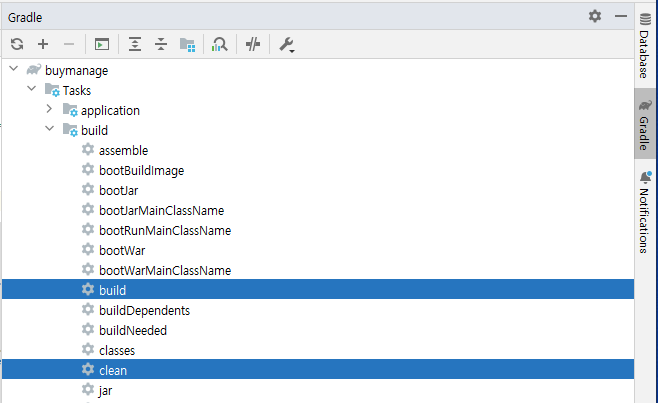 Gradle
buymanage
Tasks
application
build
assemble
bootBuildImage
bootJar
bootJarMainClassName
bootRunMainClassName
bootWar
bootWarMainClassName
build
buildDependents
buildNeeded
classes
clean
jar
Database
Gradle
Notifications